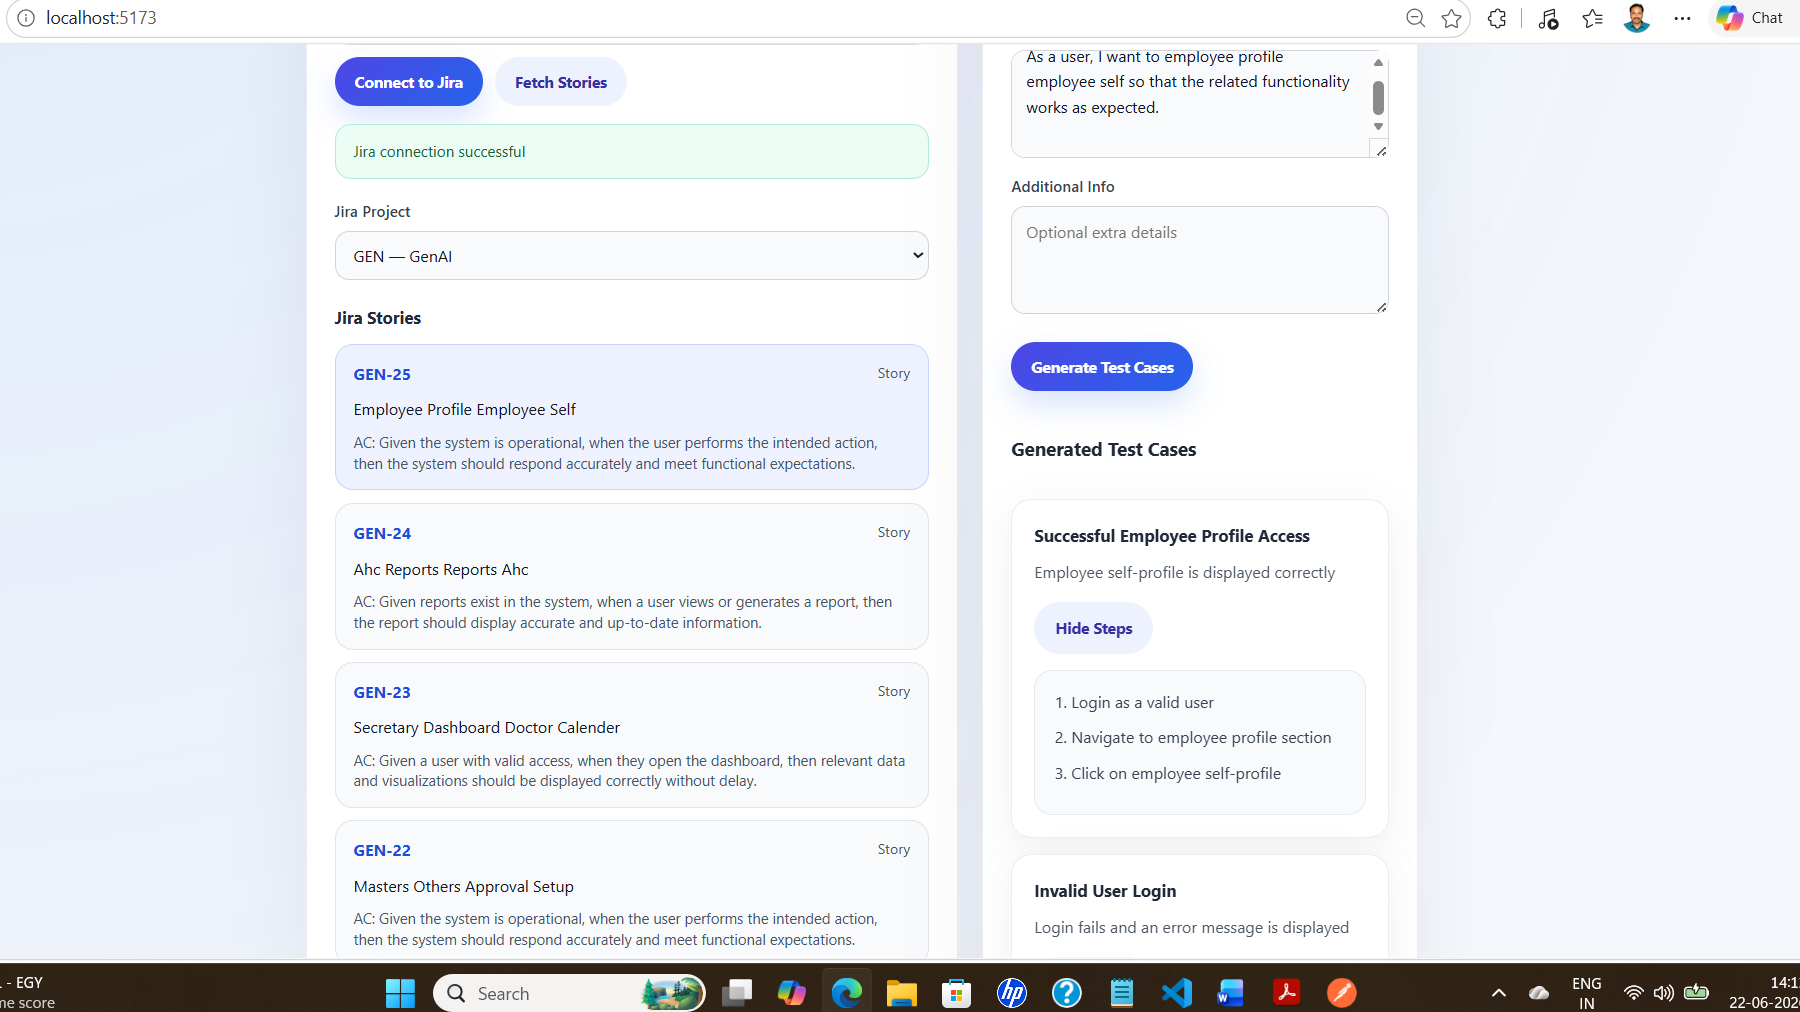 localhost:5173
Chat
Connect to Jira
Fetch Stories
Jira connection successful
Jira Project
GEN — GenAI
Jira Stories
GEN-25
Story
Employee Profile Employee Self
AC: Given the system is operational, when the user performs the intended action,
then the system should respond accurately and meet functional expectations.
GEN-24
Story
Ahc Reports Reports Ahc
AC: Given reports exist in the system, when a user views or generates a report, then
the report should display accurate and up-to-date information.
GEN-23
Story
Secretary Dashboard Doctor Calender
AC: Given a user with valid access, when they open the dashboard, then relevant data
and visualizations should be displayed correctly without delay.
GEN-22
Story
Masters Others Approval Setup
AC: Given the system is operational, when the user performs the intended action,
then the system should respond accurately and meet functional expectations.
As a user, I want to employee profile
employee self so that the related functionality
works as expected.
Additional Info
Optional extra details
Generate Test Cases
Generated Test Cases
Successful Employee Profile Access
Employee self-profile is displayed correctly
Hide Steps
1. Login as a valid user
2. Navigate to employee profile section
3. Click on employee self-profile
Invalid User Login
Login fails and an error message is displayed
- EGY
me score
Search
hp
W
ENG
IN
14:1
22-06-202